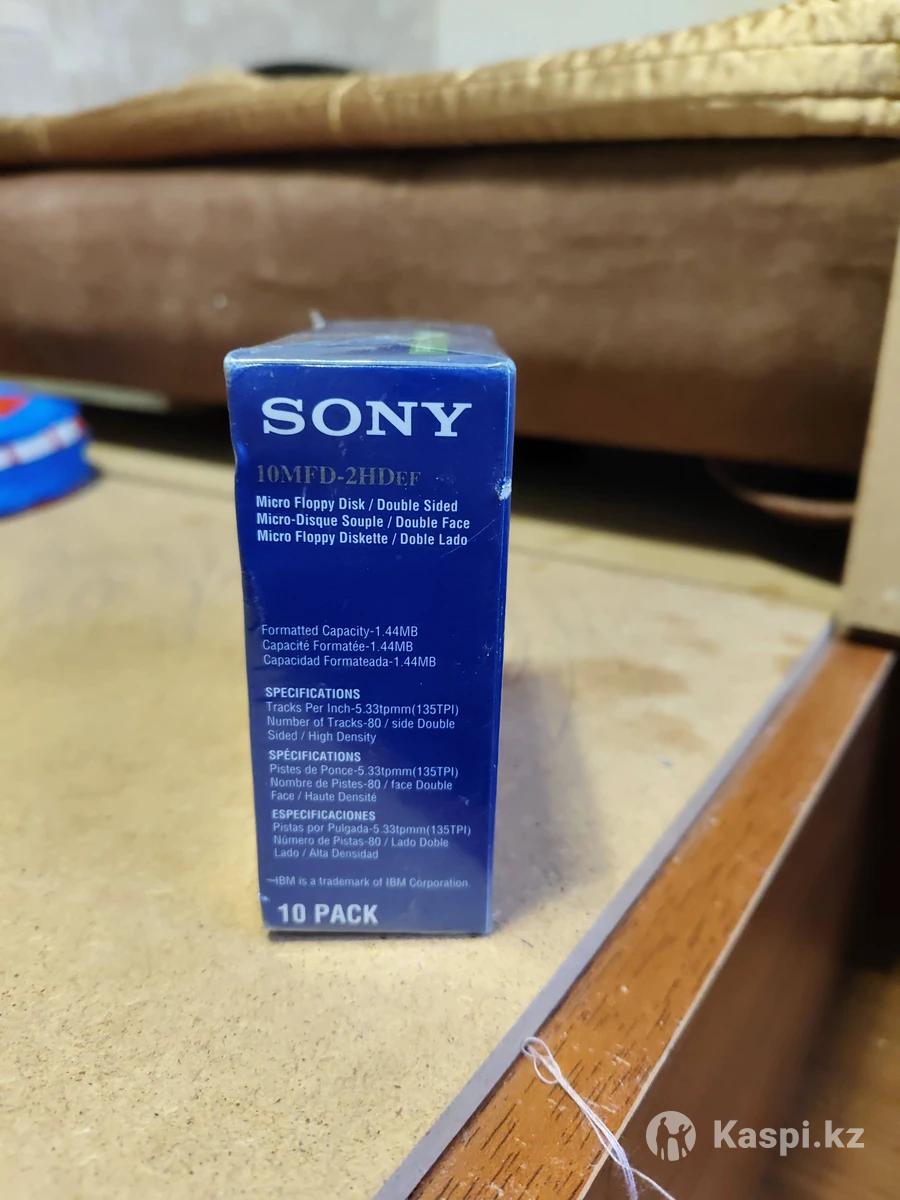 SONY
10MFD-2HDEF
Micro Floppy Disk / Double Sided
Micro-Disque Souple / Double Face
Micro Floppy Diskette / Doble Lado
Formatted Capacity-1.44MB
Capacité Formatée-1.44MB
Capacidad Formateada-1.44MB
SPECIFICATIONS
Tracks Per Inch-5.33tpmm(135TPI)
Number of Tracks-80 / side Double
Sided / High Density
SPÉCIFICATIONS
Pistes de Ponce-5.33tpmm(135TPI)
Nombre de Pistes-80 / face Double
Face / Haute Densité
ESPECIFICACIONES
Pistas por Pulgada-5.33tpmm(135TPI)
Número de Pistas-80 / Lado Doble
Lado / Alta Densidad
IBM is a trademark of IBM Corporation
10 PACK
Kaspi.kz